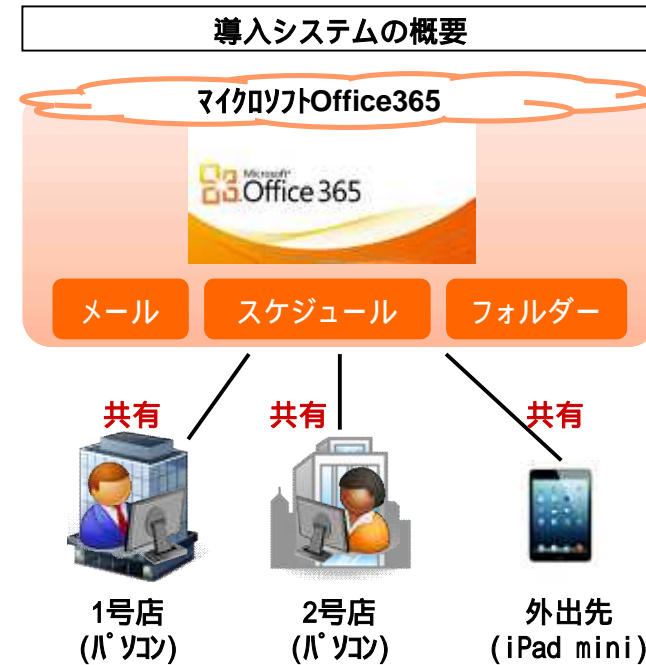 導入システムの概要
ﾏｲｸﾛｿﾌﾄOffice365
Microsoft
Office 365
メール
スケジュール
フォルダー
共有
共有
共有
1号店
(ﾊﾟｿｺﾝ)
2号店
(ﾊﾟｿｺﾝ)
外出先
(iPad mini)